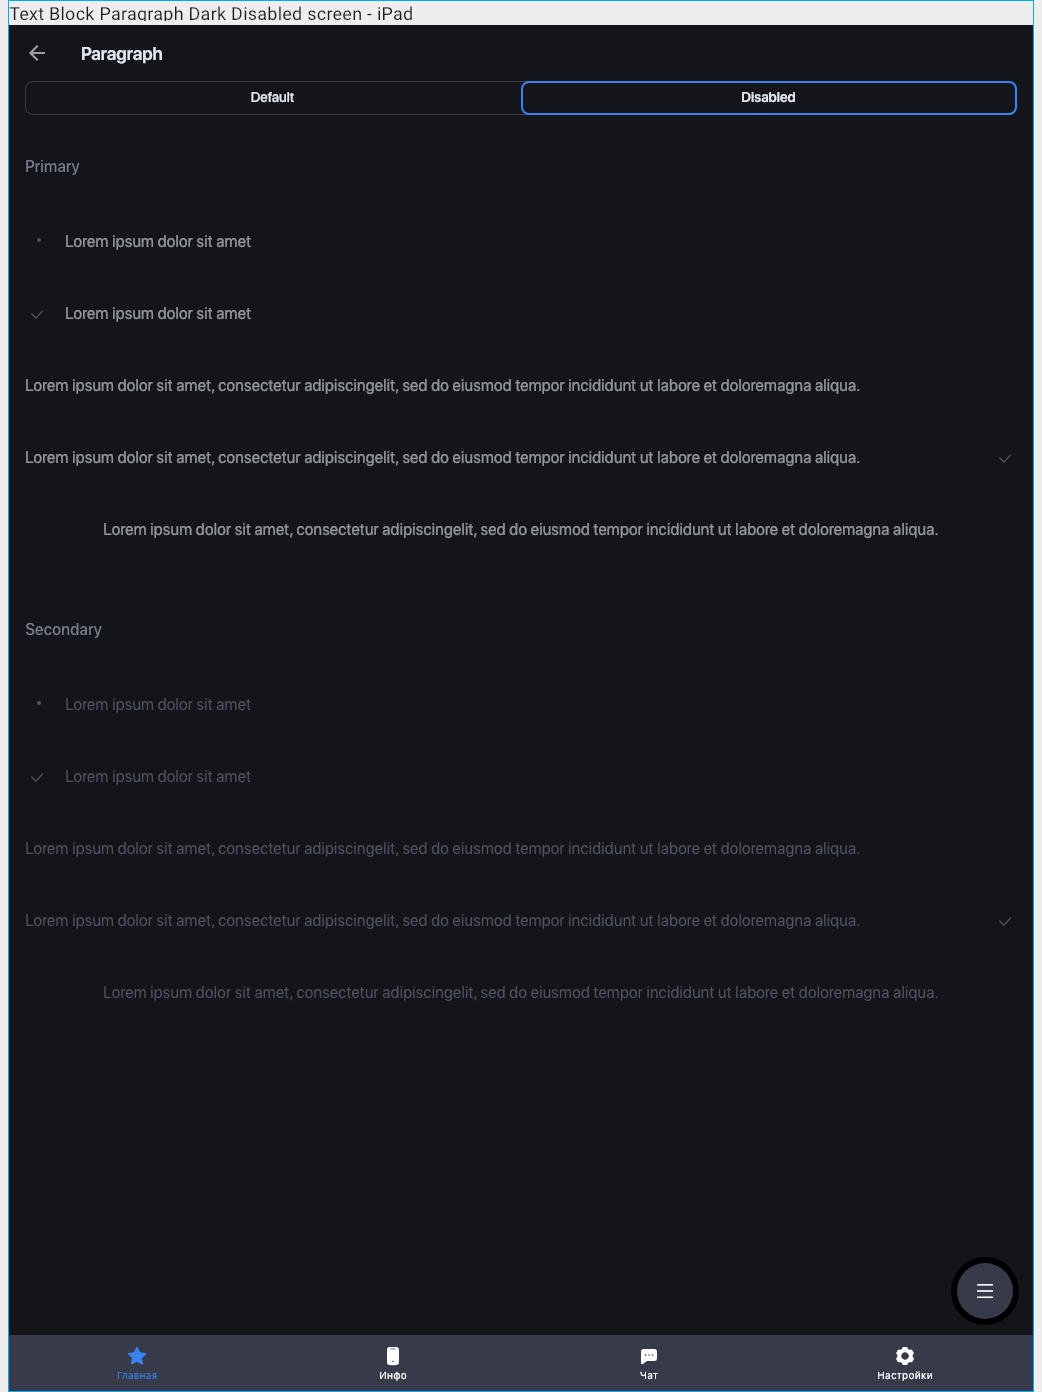 Text Block Paragraph Dark Disabled screen - iPad
Paragraph
Default
Disabled
Primary
Lorem ipsum dolor sit amet
Lorem ipsum dolor sit amet
Lorem ipsum dolor sit amet, consectetur adipiscingelit, sed do eiusmod tempor incididunt ut labore et doloremagna aliqua.
Lorem ipsum dolor sit amet, consectetur adipiscingelit, sed do eiusmod tempor incididunt ut labore et doloremagna aliqua.
Lorem ipsum dolor sit amet, consectetur adipiscingelit, sed do eiusmod tempor incididunt ut labore et doloremagna aliqua.
Secondary
Lorem ipsum dolor sit amet
Lorem ipsum dolor sit amet
Lorem ipsum dolor sit amet, consectetur adipiscingelit, sed do eiusmod tempor incididunt ut labore et doloremagna aliqua.
Lorem ipsum dolor sit amet, consectetur adipiscingelit, sed do eiusmod tempor incididunt ut labore et doloremagna aliqua.
Lorem ipsum dolor sit amet, consectetur adipiscingelit, sed do eiusmod tempor incididunt ut labore et doloremagna aliqua.
Главная
Инфо
Чат
Настройки